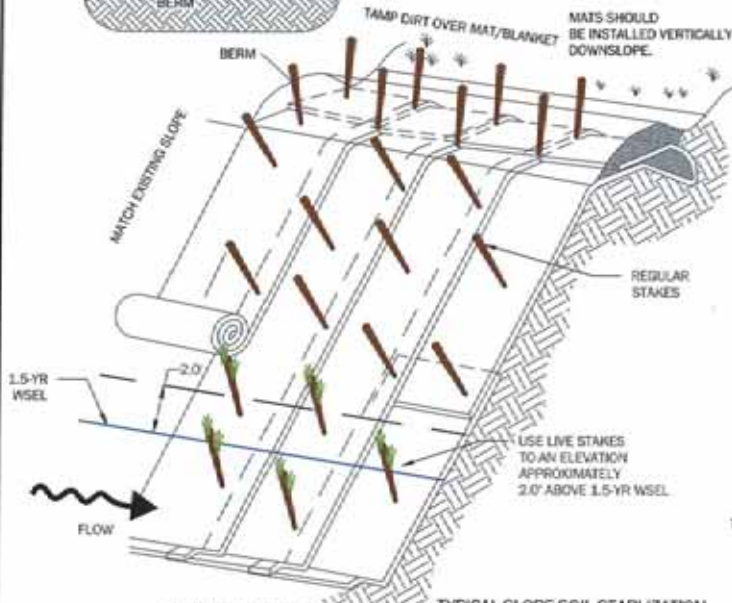 BERM
TAMP DIRT OVER MAT/BLANKET
MATS SHOULD
BE INSTALLED VERTICALLY
DOWNSLOPE.
BERM
MATCH EXISTING SLOPE
REGULAR
STAKES
2.0'
1.5-YR
WSEL
USE LIVE STAKES
TO AN ELEVATION
APPROXIMATELY
2.0' ABOVE 1.5-YR WSEL
FLOW
TYPICAL SLOPE SOIL STABILIZATION